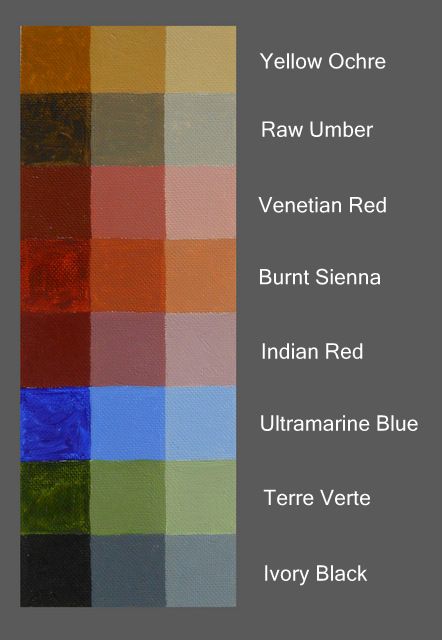 Yellow Ochre
Raw Umber
Venetian Red
Burnt Sienna
Indian Red
Ultramarine Blue
Terre Verte
Ivory Black